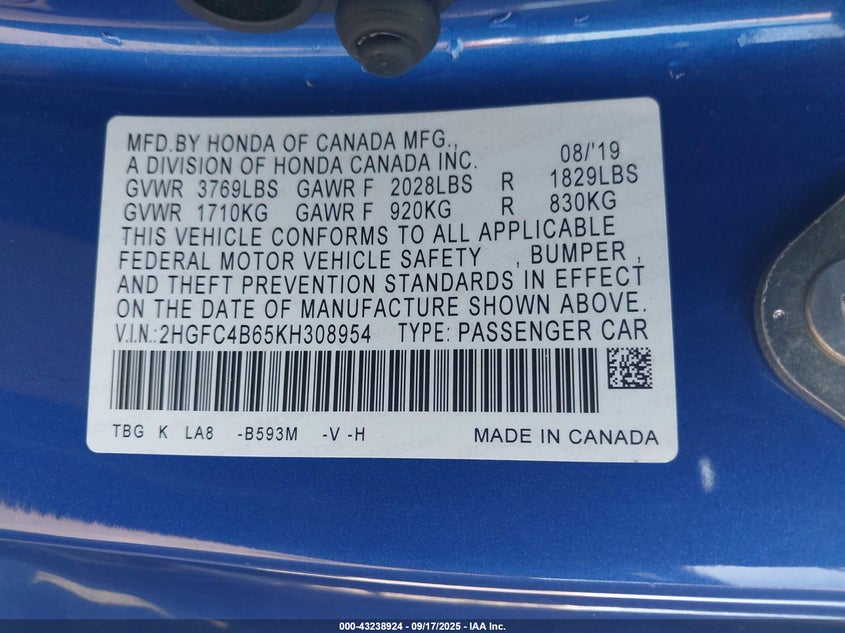 MFD.BY HONDA OF CANADA MFG.,
A DIVISION OF HONDA CANADA INC. 08/'19
GVWR 3769LBS GAWR F 2028LBS R 1829LBS
GVWR 1710KG GAWR F 920KG R 830KG
THIS VEHICLE CONFORMS TO ALL APPLICABLE
FEDERAL MOTOR VEHICLE SAFETY , BUMPER ,
AND THEFT PREVENTION STANDARDS IN EFFECT
ON THE DATE OF MANUFACTURE SHOWN ABOVE.
V.I.N.:2HGFC4B65KH308954 TYPE: PASSENGER CAR
TBG K LA8 -B593M -V -H MADE IN CANADA
000-43238924 | 09/17/2025 - IAA Inc.